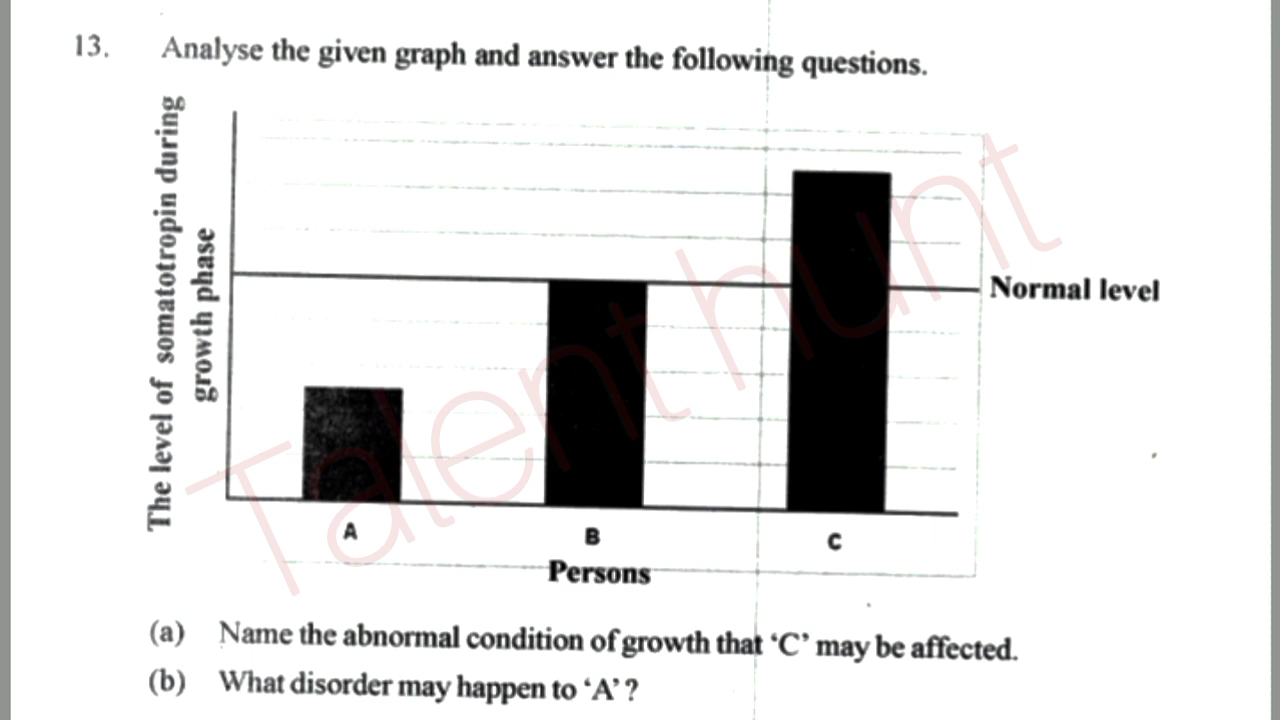 13. Analyse the given graph and answer the following questions.
The level of somatotropin during
growth phase
Normal level
A B C
Persons
Talent hunt
(a) Name the abnormal condition of growth that ‘C’ may be affected.
(b) What disorder may happen to ‘A’ ?